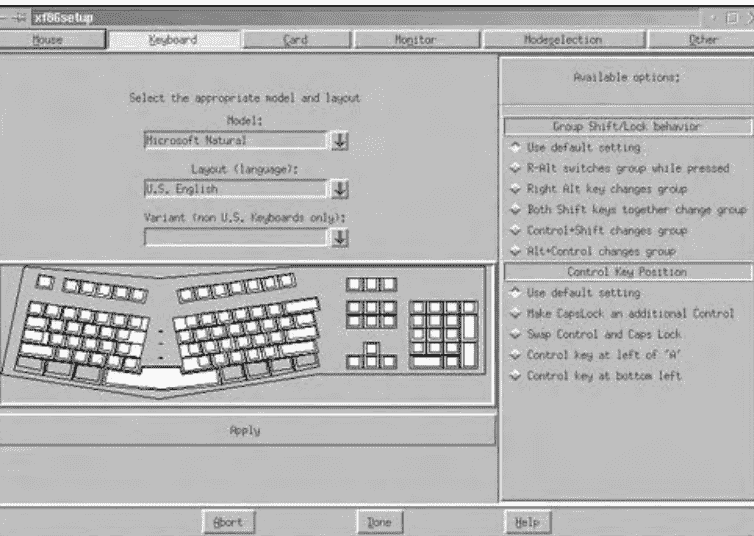 xf86setup
Mouse Keyboard Card Monitor Modeselection Other
Select the appropriate model and layout
Model:
Microsoft Natural
Layout (language):
U.S. English
Variant (non U.S. Keyboards only):
Apply
Available options:
Group Shift/Lock behavior
Use default setting
R-Alt switches group while pressed
Right Alt key changes group
Both Shift keys together change group
Control+Shift changes group
Alt+Control changes group
Control Key Position
Use default setting
Make CapsLock an additional Control
Swap Control and Caps Lock
Control key at left of 'A'
Control key at bottom left
Abort Done Help